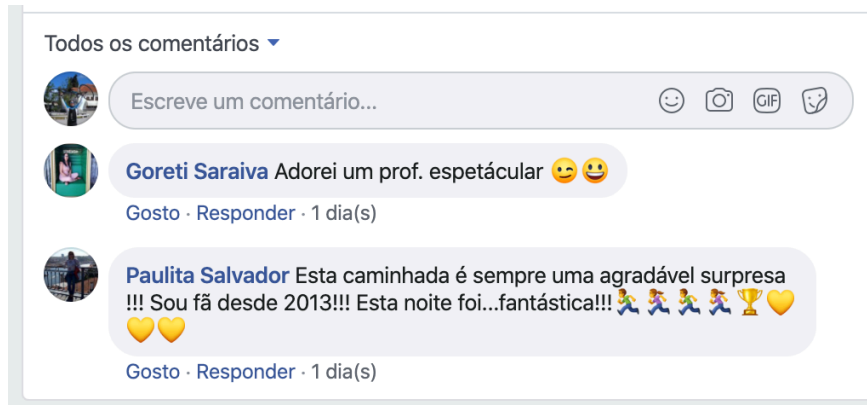 Todos os comentários
Escreve um comentário...
GIF
Goreti Saraiva Adorei um prof. espetácular 😉😃
Gosto · Responder · 1 dia(s)
Paulita Salvador Esta caminhada é sempre uma agradável surpresa
!!! Sou fã desde 2013!!! Esta noite foi...fantástica!!!🏃‍♂️🏃‍♀️🏃‍♂️🏃‍♀️🏆💛
💛💛
Gosto · Responder · 1 dia(s)